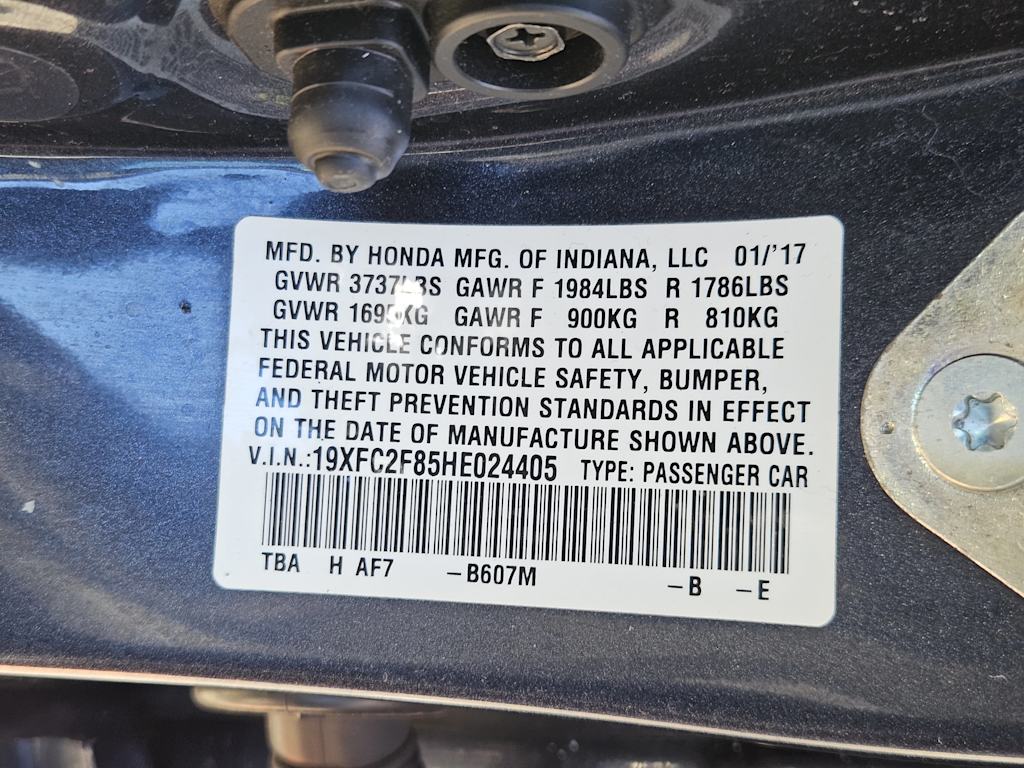 MFD. BY HONDA MFG. OF INDIANA, LLC 01/'17
GVWR 3737LBS GAWR F 1984LBS R 1786LBS
GVWR 1695KG GAWR F 900KG R 810KG
THIS VEHICLE CONFORMS TO ALL APPLICABLE
FEDERAL MOTOR VEHICLE SAFETY, BUMPER,
AND THEFT PREVENTION STANDARDS IN EFFECT
ON THE DATE OF MANUFACTURE SHOWN ABOVE.
V.I.N.:19XFC2F85HE024405 TYPE: PASSENGER CAR
TBA H AF7 –B607M –B –E